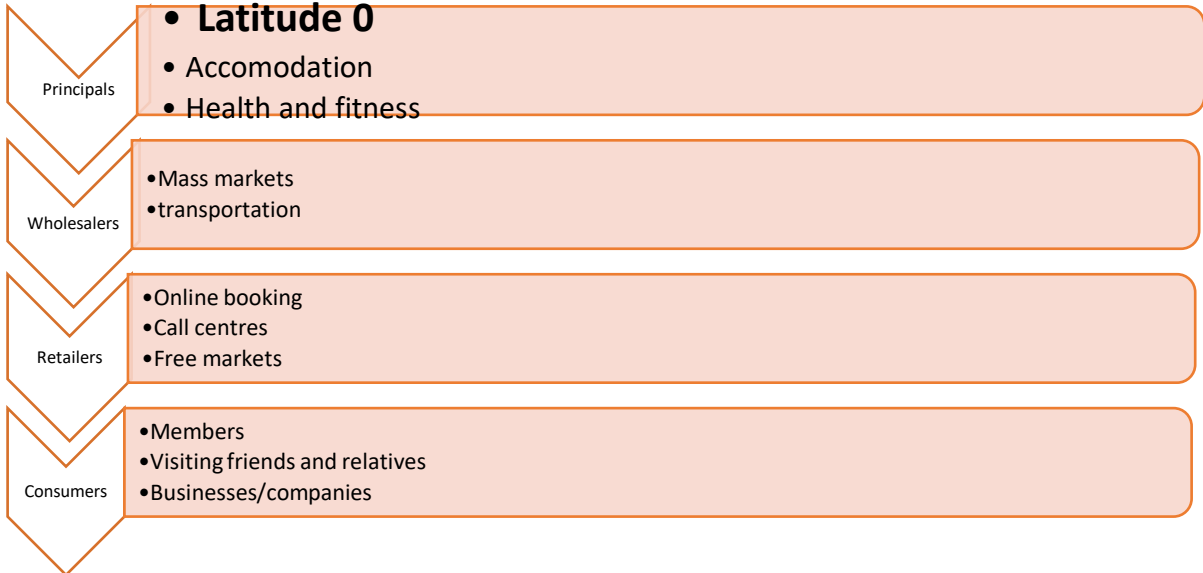 • Latitude 0
• Accomodation
• Health and fitness
Principals
•Mass markets
•transportation
Wholesalers
•Online booking
•Call centres
•Free markets
Retailers
•Members
•Visiting friends and relatives
•Businesses/companies
Consumers